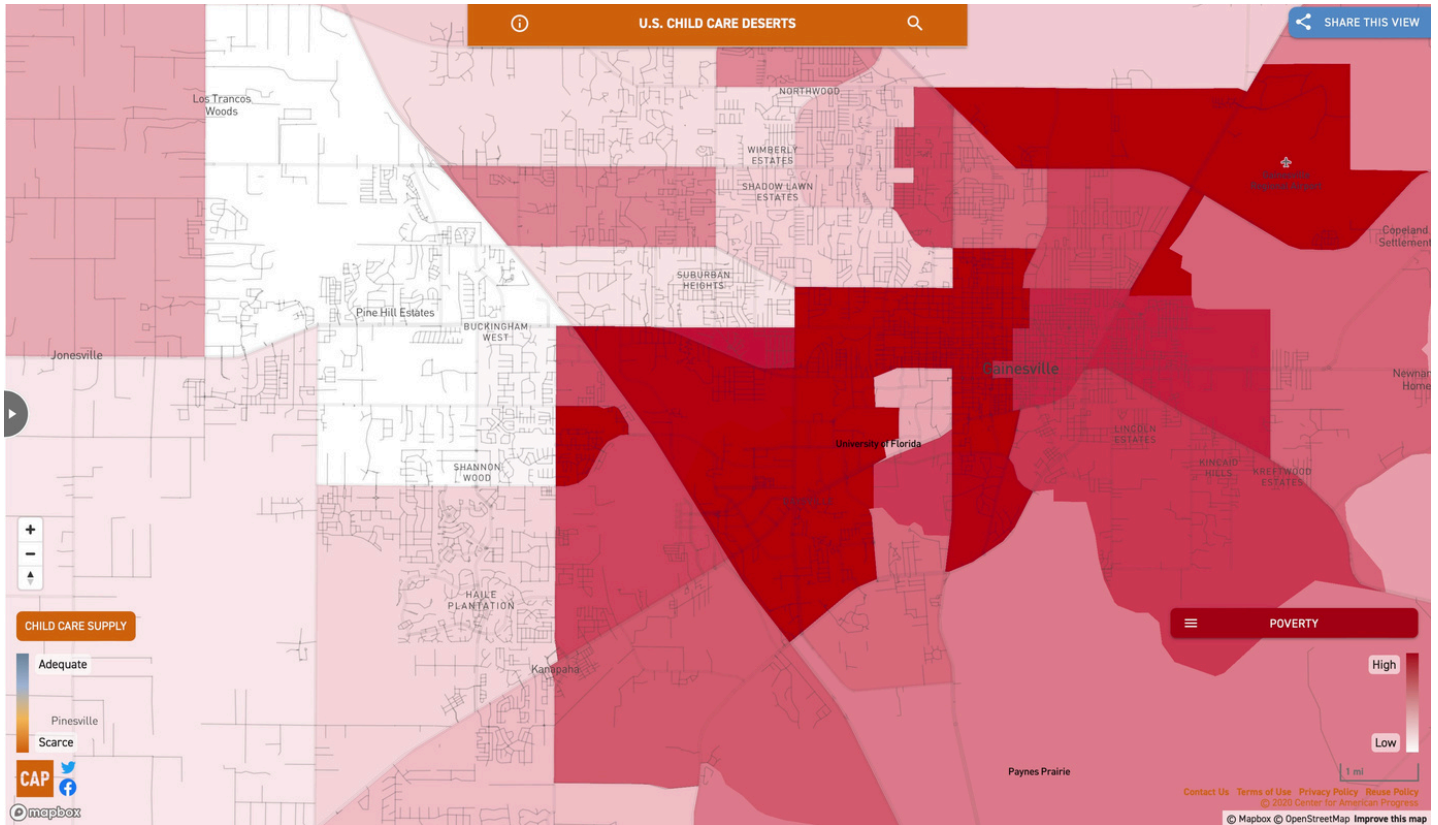 U.S. CHILD CARE DESERTS
SHARE THIS VIEW
Los Trancos
Woods
NORTHWOOD
WIMBERLY
ESTATES
SHADOW LAWN
ESTATES
Copeland
Settlement
SUBURBAN
HEIGHTS
Pine Hill Estates
BUCKINGHAM
WEST
Jonesville
Gainesville
Newnan
Home
University of Florida
LINCOLN
ESTATES
KINCAID
HILLS
KREFTWOOD
ESTATES
SHANNON
WOOD
HAILE
PLANTATION
Kanapaha
Pinesville
Paynes Prairie
CHILD CARE SUPPLY
Adequate
Scarce
CAP
mapbox
POVERTY
High
Low
1 mi
Contact Us Terms of Use Privacy Policy Reuse Policy
© 2020 Center for American Progress
© Mapbox © OpenStreetMap Improve this map